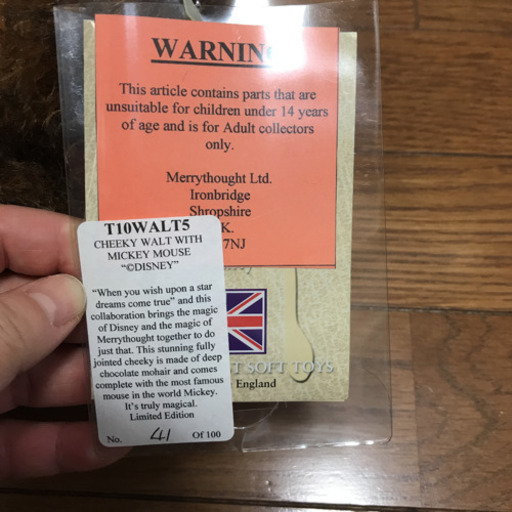 WARNIN
This article contains parts that are
unsuitable for children under 14 years
of age and is for Adult collectors
only.
Merrythought Ltd.
Ironbridge
Shropshire
K.
7NJ
T10WALT5
CHEEKY WALT WITH
MICKEY MOUSE
"©DISNEY"
"When you wish upon a star
dreams come true" and this
collaboration brings the magic
of Disney and the magic of
Merrythought together to do
just that. This stunning fully
jointed cheeky is made of deep
chocolate mohair and comes
complete with the most famous
mouse in the world Mickey.
It's truly magical.
Limited Edition
No. 41 Of 100
SOFT TOYS
England